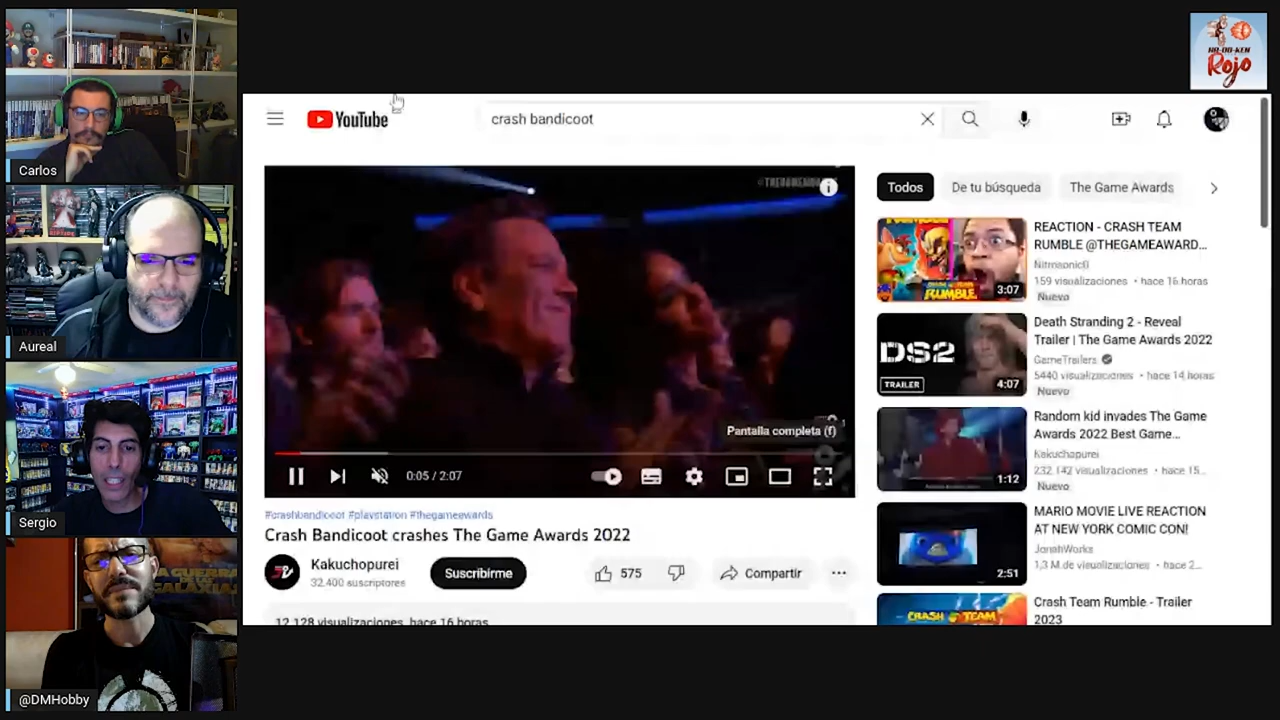 Carlos
Aureal
Sergio
@DMHobby
HA-DO-KEN
Rojo
YouTube
crash bandicoot
Pantalla completa (f)
0:05 / 2:07
#crashbandicoot #playstation #thegameawards
Crash Bandicoot crashes The Game Awards 2022
Kakuchopurei
32.400 suscriptores
Suscribirme
575
Compartir
12.128 visualizaciones hace 16 horas
Todos
De tu búsqueda
The Game Awards
RUMBLE
3:07
REACTION - CRASH TEAM
RUMBLE @THEGAMEAWARD...
159 visualizaciones • hace 16 horas
Nuevo
DS2
TRAILER
4:07
Death Stranding 2 - Reveal
Trailer | The Game Awards 2022
GameTrailers
5440 visualizaciones • hace 14 horas
Nuevo
1:12
Random kid invades The Game
Awards 2022 Best Game...
Kakuchopurei
232.142 visualizaciones • hace 15...
Nuevo
2:51
MARIO MOVIE LIVE REACTION
AT NEW YORK COMIC CON!
JonahWorks
1,3 M de visualizaciones • hace 2...
CRASH TEAM
Crash Team Rumble - Trailer
2023